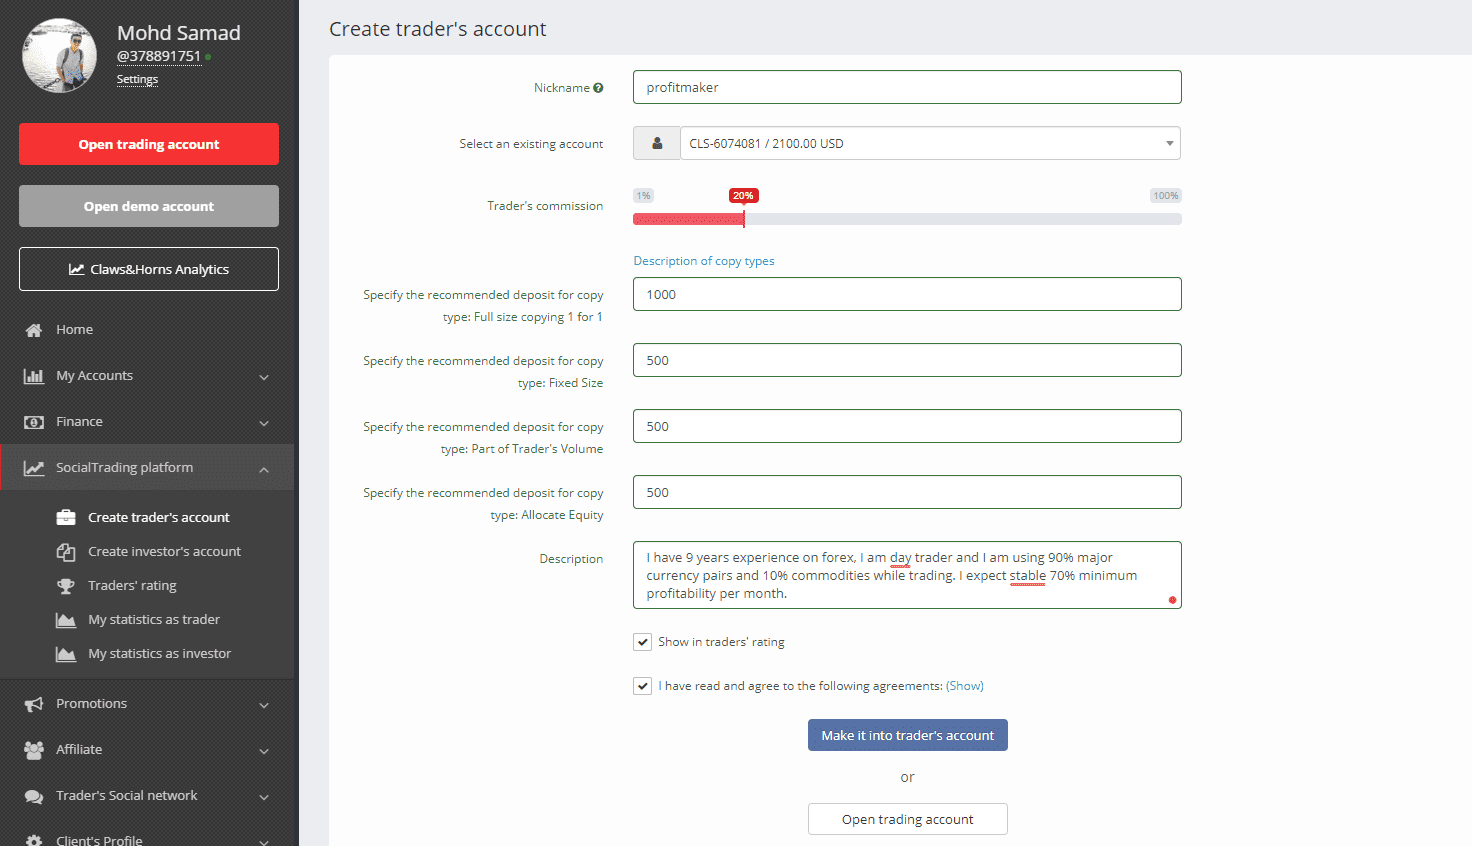 Mohd Samad
@378891751
Settings
Open trading account
Open demo account
Claws&Horns Analytics
Home
My Accounts
Finance
SocialTrading platform
Create trader's account
Create investor's account
Traders' rating
My statistics as trader
My statistics as investor
Promotions
Affiliate
Trader's Social network
Client's Profile
Create trader's account
Nickname
profitmaker
Select an existing account
CLS-6074081 / 2100.00 USD
Trader's commission
1%
20%
100%
Description of copy types
Specify the recommended deposit for copy
type: Full size copying 1 for 1
1000
Specify the recommended deposit for copy
type: Fixed Size
500
Specify the recommended deposit for copy
type: Part of Trader's Volume
500
Specify the recommended deposit for copy
type: Allocate Equity
500
Description
I have 9 years experience on forex, I am day trader and I am using 90% major
currency pairs and 10% commodities while trading. I expect stable 70% minimum
profitability per month.
Show in traders' rating
I have read and agree to the following agreements: (Show)
Make it into trader's account
or
Open trading account